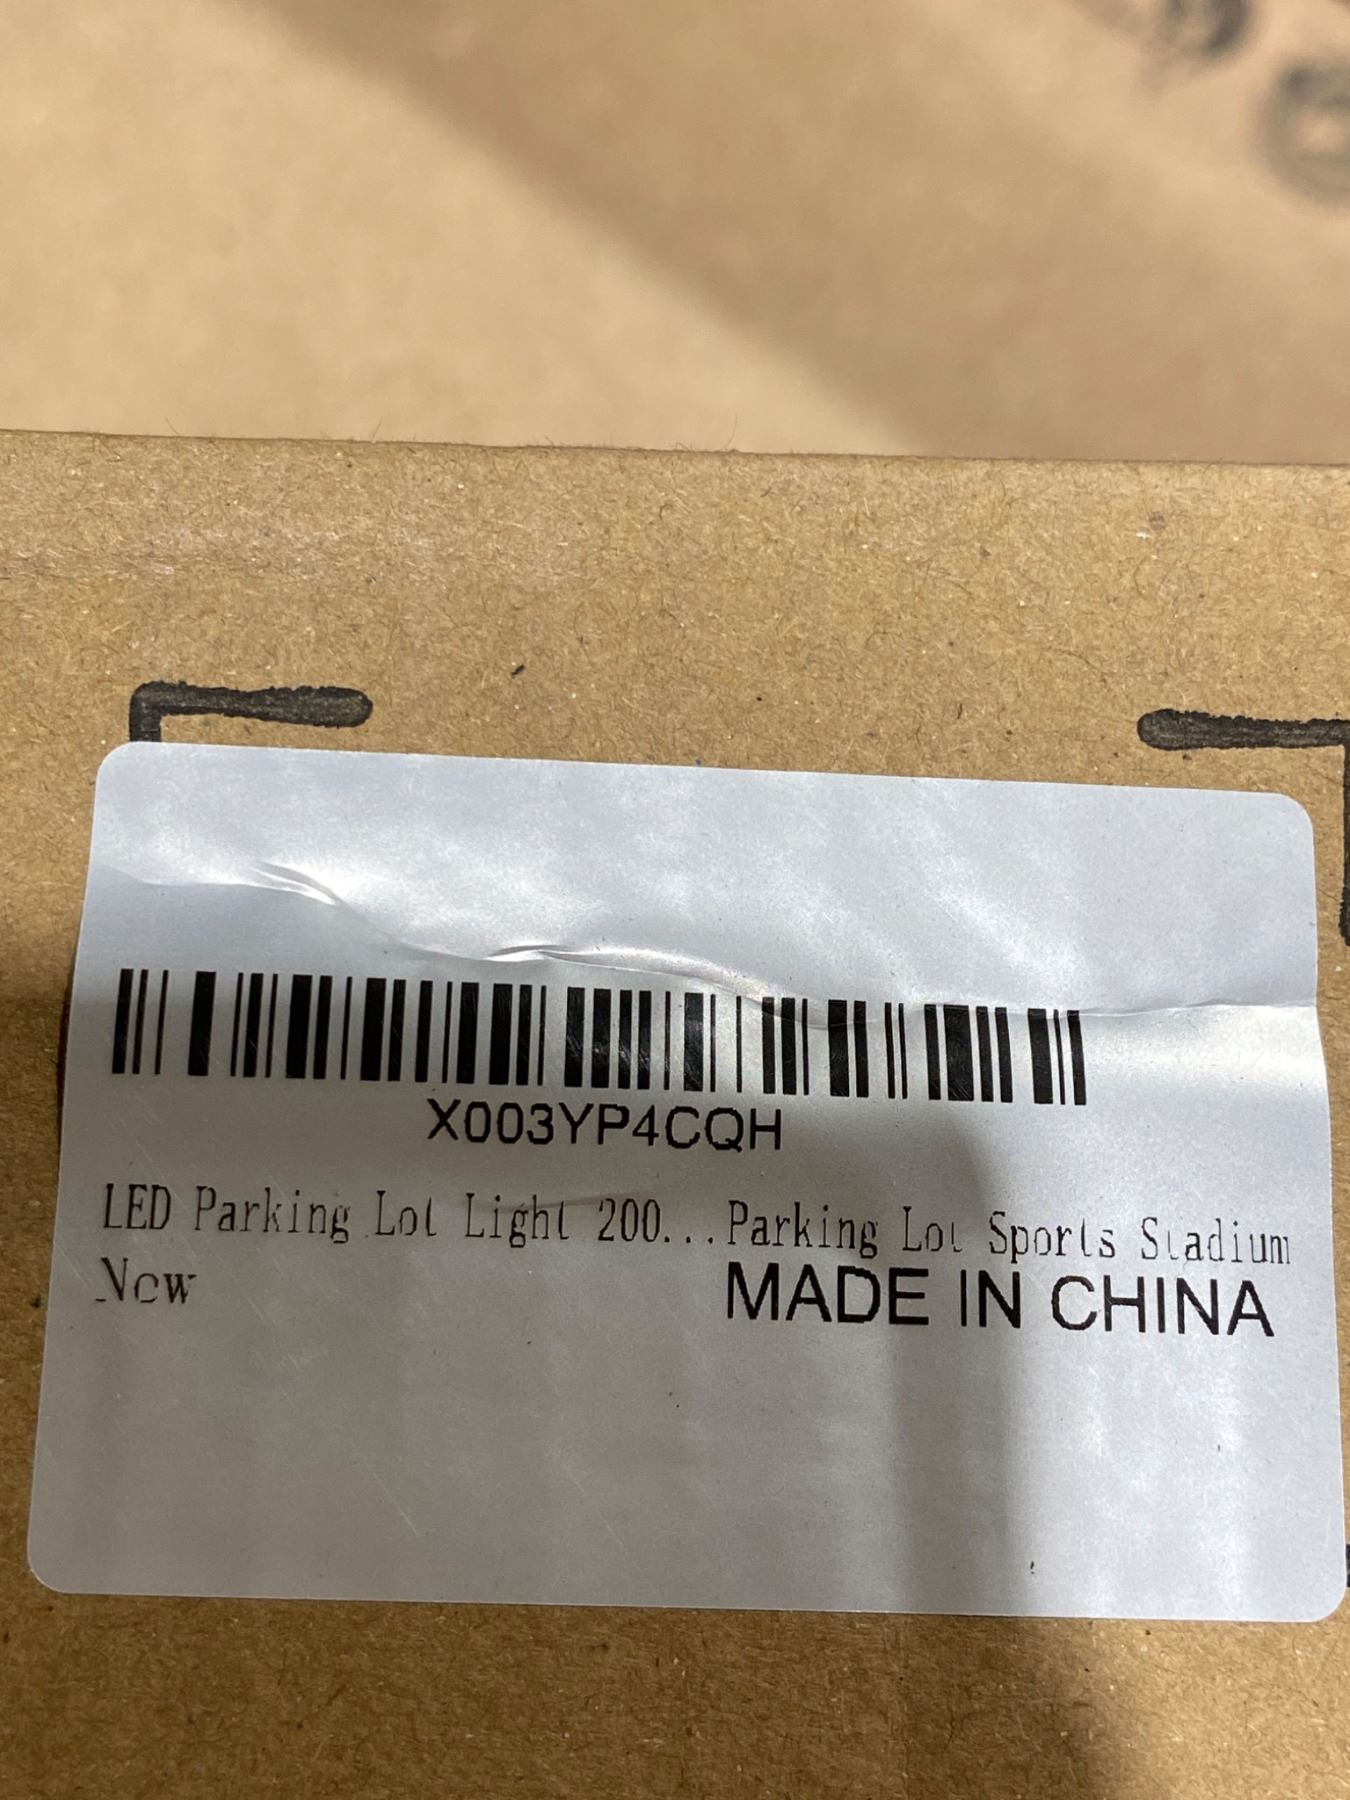 X003YP4CQH
LED Parking Lot Light 200...Parking Lot Sports Stadium
New
MADE IN CHINA